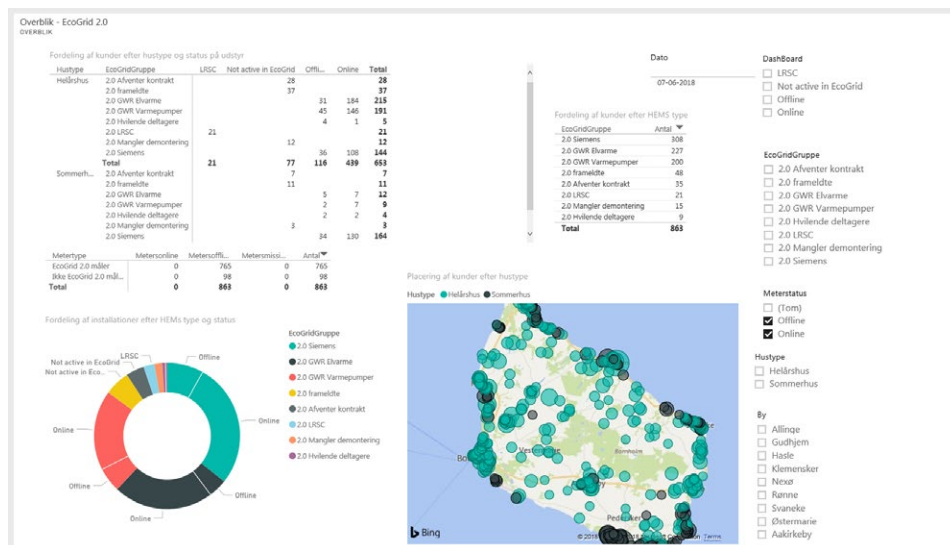 Overblik - EcoGrid 2.0
OVERBLIK
Fordeling af kunder efter hustype og status på udstyr
Hustype EcoGridGruppe LRSC Not active in EcoGrid Offli... Online Total
Helårshus 2.0 Afventer kontrakt 28 28
2.0 frameldte 37 37
2.0 GWR Elvarme 31 184 215
2.0 GWR Varmepumper 45 146 191
2.0 Hvilende deltagere 4 1 5
2.0 LRSC 21 21
2.0 Mangler demontering 12 12
2.0 Siemens 36 108 144
Total 21 77 116 439 653
Sommerh... 2.0 Afventer kontrakt 7 7
2.0 frameldte 11 11
2.0 GWR Elvarme 5 7 12
2.0 GWR Varmepumper 2 7 9
2.0 Hvilende deltagere 2 2 4
2.0 Mangler demontering 3 3
2.0 Siemens 34 130 164
Metertype Metersonline Metersoffli... Metersmissi... Antal
EcoGrid 2.0 måler 0 765 0 765
Ikke EcoGrid 2.0 mål... 0 98 0 98
Total 0 863 0 863
Fordeling af installationer efter HEMs type og status
LRSC
Not active in EcoGrid
Not active in Eco...
Offline
Online
Online
Offline
Offline
Online
EcoGridGruppe
2.0 Siemens
2.0 GWR Elvarme
2.0 GWR Varmepumper
2.0 frameldte
2.0 Afventer kontrakt
2.0 LRSC
2.0 Mangler demontering
2.0 Hvilende deltagere
Dato
07-06-2018
Fordeling af kunder efter HEMS type
EcoGridGruppe Antal
2.0 Siemens 308
2.0 GWR Elvarme 227
2.0 GWR Varmepumper 200
2.0 frameldte 48
2.0 Afventer kontrakt 35
2.0 LRSC 21
2.0 Mangler demontering 15
2.0 Hvilende deltagere 9
Total 863
Placering af kunder efter hustype
Hustype Helårshus Sommerhus
Bornholm
Bing
© 2018
Terms
DashBoard
LRSC
Not active in EcoGrid
Offline
Online
EcoGridGruppe
2.0 Afventer kontrakt
2.0 frameldte
2.0 GWR Elvarme
2.0 GWR Varmepumper
2.0 Hvilende deltagere
2.0 LRSC
2.0 Mangler demontering
2.0 Siemens
Meterstatus
(Tom)
Offline
Online
Hustype
Helårshus
Sommerhus
By
Allinge
Gudhjem
Hasle
Klemensker
Nexø
Rønne
Svaneke
Østermarie
Aakirkeby